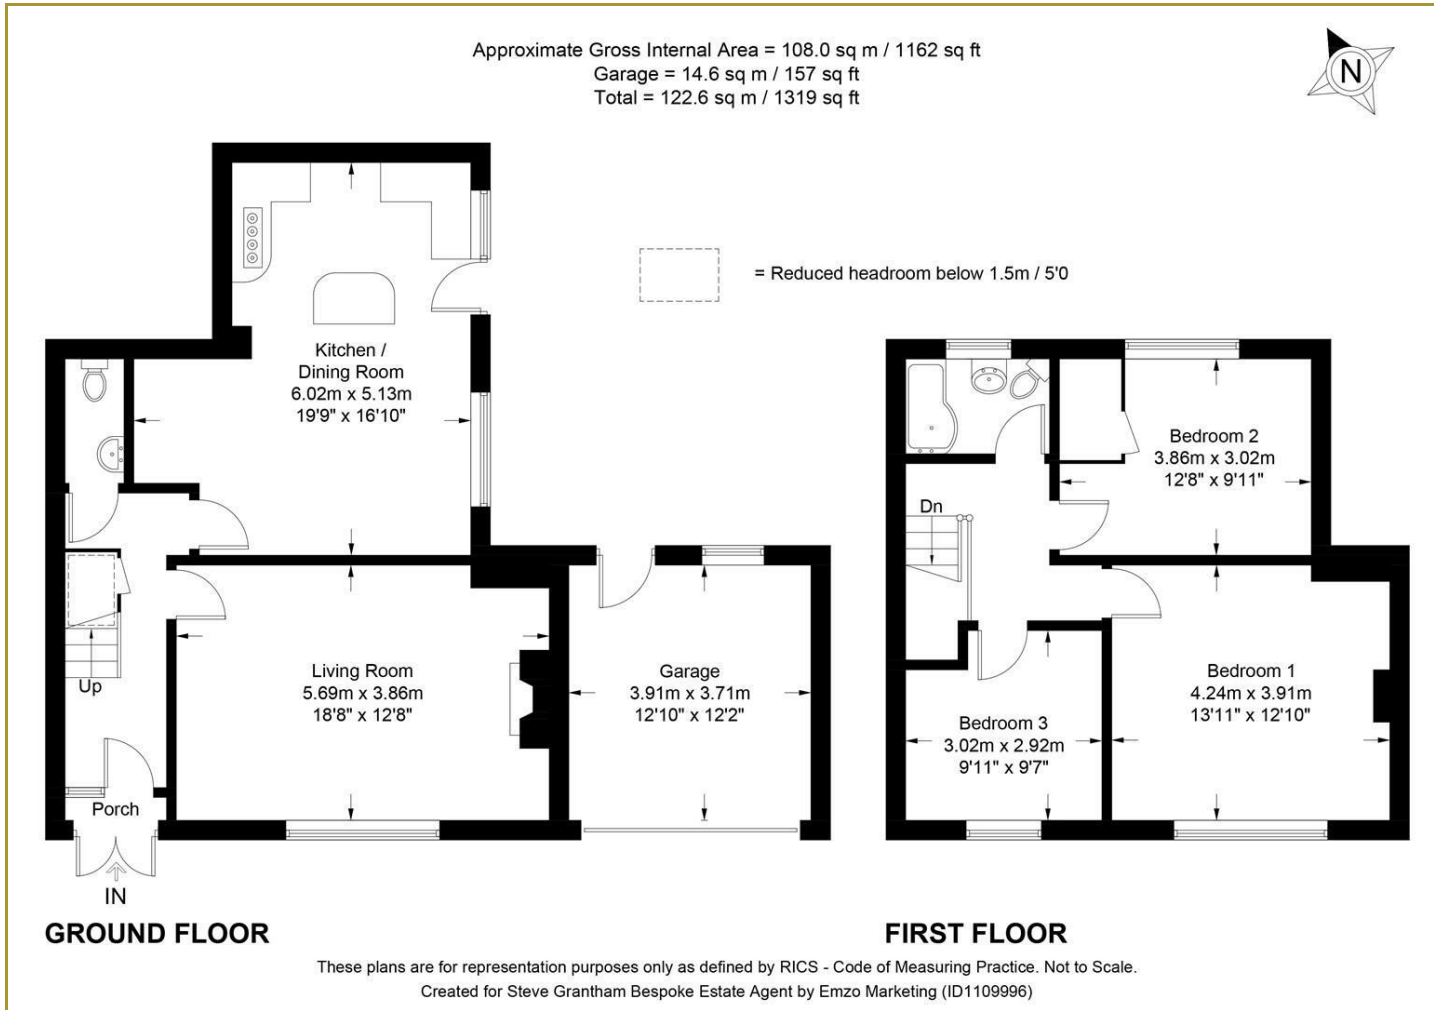 Approximate Gross Internal Area = 108.0 sq m / 1162 sq ft
Garage = 14.6 sq m / 157 sq ft
Total = 122.6 sq m / 1319 sq ft
N
= Reduced headroom below 1.5m / 5'0
Kitchen /
Dining Room
6.02m x 5.13m
19'9" x 16'10"
Living Room
5.69m x 3.86m
18'8" x 12'8"
Garage
3.91m x 3.71m
12'10" x 12'2"
Up
Porch
IN
GROUND FLOOR
Bedroom 2
3.86m x 3.02m
12'8" x 9'11"
Dn
Bedroom 1
4.24m x 3.91m
13'11" x 12'10"
Bedroom 3
3.02m x 2.92m
9'11" x 9'7"
FIRST FLOOR
These plans are for representation purposes only as defined by RICS - Code of Measuring Practice. Not to Scale.
Created for Steve Grantham Bespoke Estate Agent by Emzo Marketing (ID1109996)